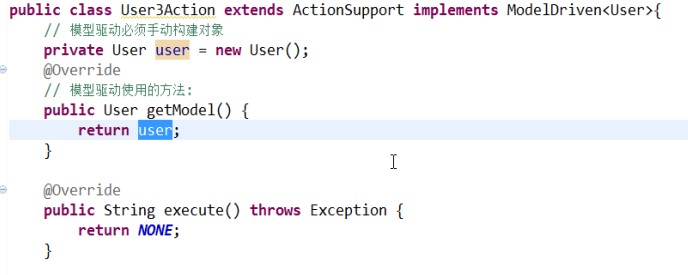 public class User3Action extends ActionSupport implements ModelDriven<User>{
// 模型驱动必须手动构建对象
private User user = new User();
@Override
// 模型驱动使用的方法:
public User getModel() {
return user;
}
@Override
public String execute() throws Exception {
return NONE;
}